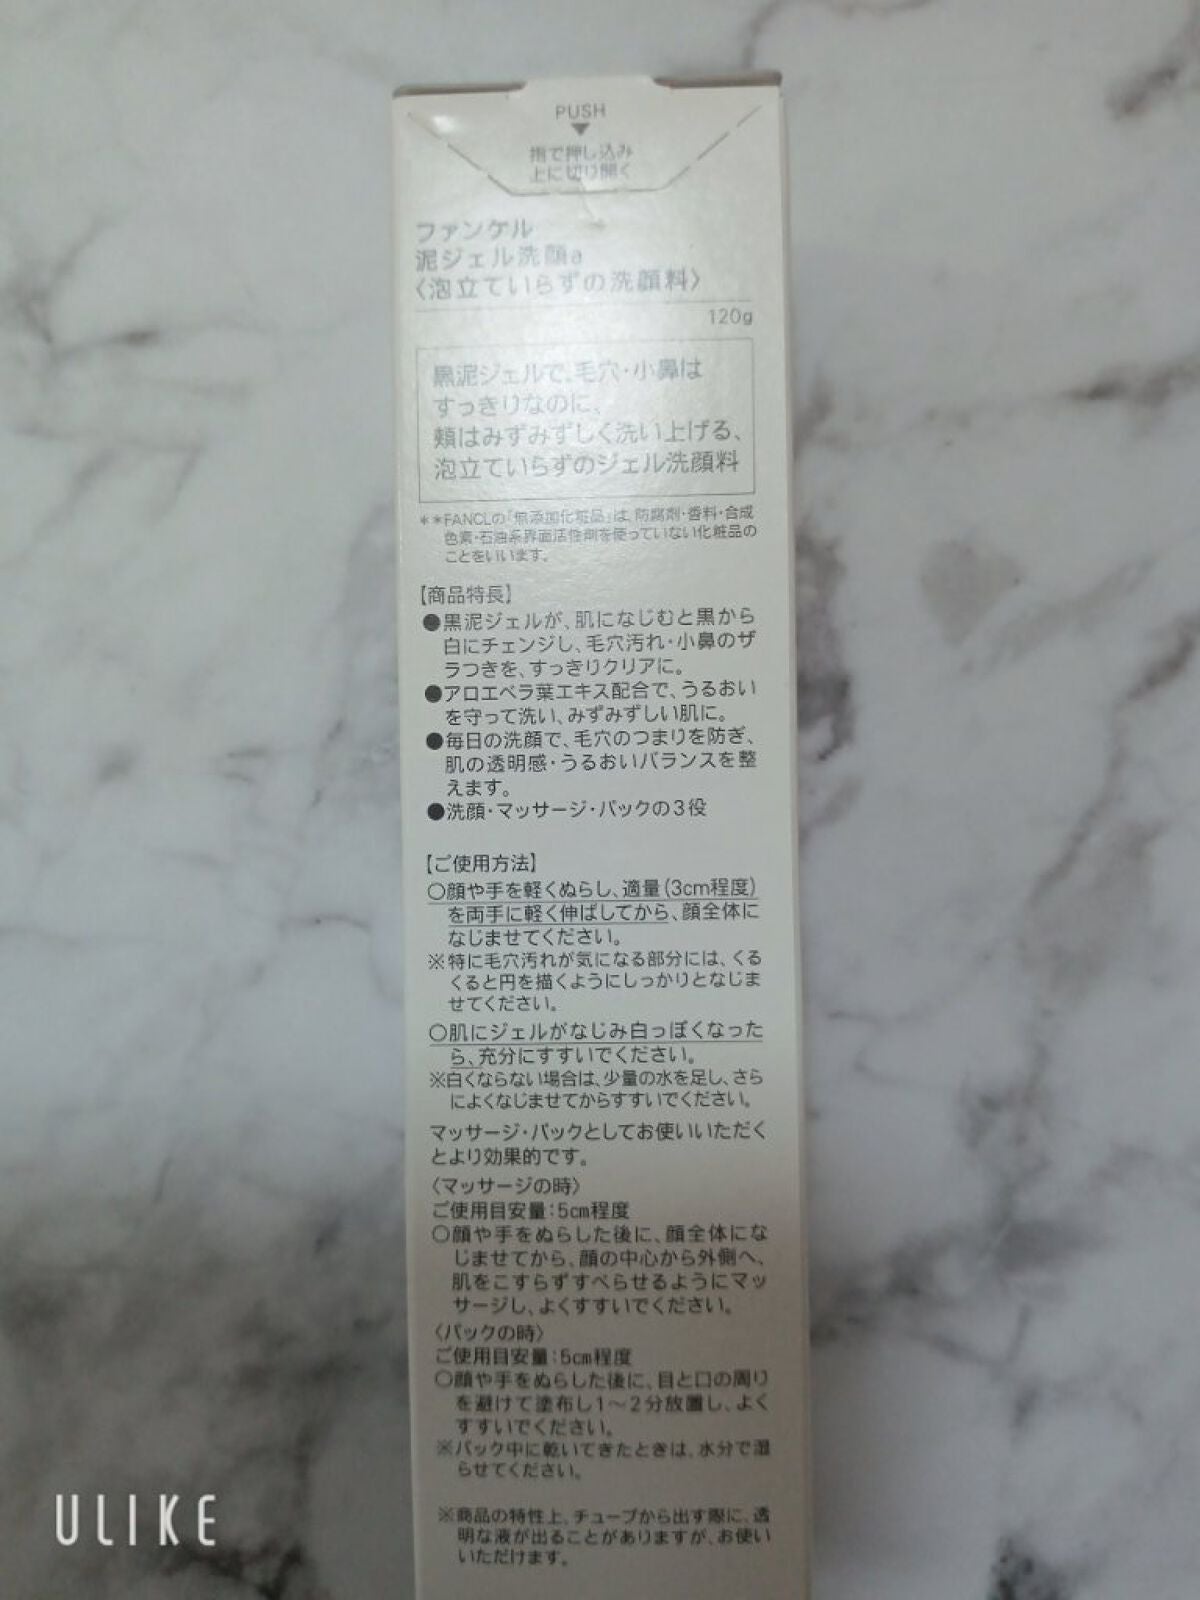 PUSH
▼
指で押し込み
上に切り開く
ファンケル
泥ジェル洗顔a
〈泡立ていらずの洗顔料〉
120g
黒泥ジェルで、毛穴・小鼻は
すっきりなのに、
頬はみずみずしく洗い上げる、
泡立ていらずのジェル洗顔料
＊＊FANCLの「無添加化粧品」は、防腐剤・香料・合成
色素・石油系界面活性剤を使っていない化粧品の
ことをいいます。
【商品特長】
●黒泥ジェルが、肌になじむと黒から
白にチェンジし、毛穴汚れ・小鼻のザ
ラつきを、すっきりクリアに。
●アロエベラ葉エキス配合で、うるおい
を守って洗い、みずみずしい肌に。
●毎日の洗顔で、毛穴のつまりを防ぎ、
肌の透明感・うるおいバランスを整
えます。
●洗顔・マッサージ・パックの3役
【ご使用方法】
○顔や手を軽くぬらし、適量(3cm程度)
を両手に軽く伸ばしてから、顔全体に
なじませてください。
※特に毛穴汚れが気になる部分には、くる
くると円を描くようにしっかりとなじま
せてください。
○肌にジェルがなじみ白っぽくなった
ら、充分にすすいでください。
※白くならない場合は、少量の水を足し、さら
によくなじませてからすすいでください。
マッサージ・パックとしてお使いいただく
とより効果的です。
〈マッサージの時〉
ご使用目安量：5cm程度
○顔や手をぬらした後に、顔全体にな
じませてから、顔の中心から外側へ、
肌をこすらずすべらせるようにマッ
サージし、よくすすいでください。
〈パックの時〉
ご使用目安量：5cm程度
○顔や手をぬらした後に、目と口の周り
を避けて塗布し1～2分放置し、よく
すすいでください。
※パック中に乾いてきたときは、水分で湿
らせてください。
※商品の特性上、チューブから出す際に、透
明な液が出ることがありますが、お使い
いただけます。
ULIKE